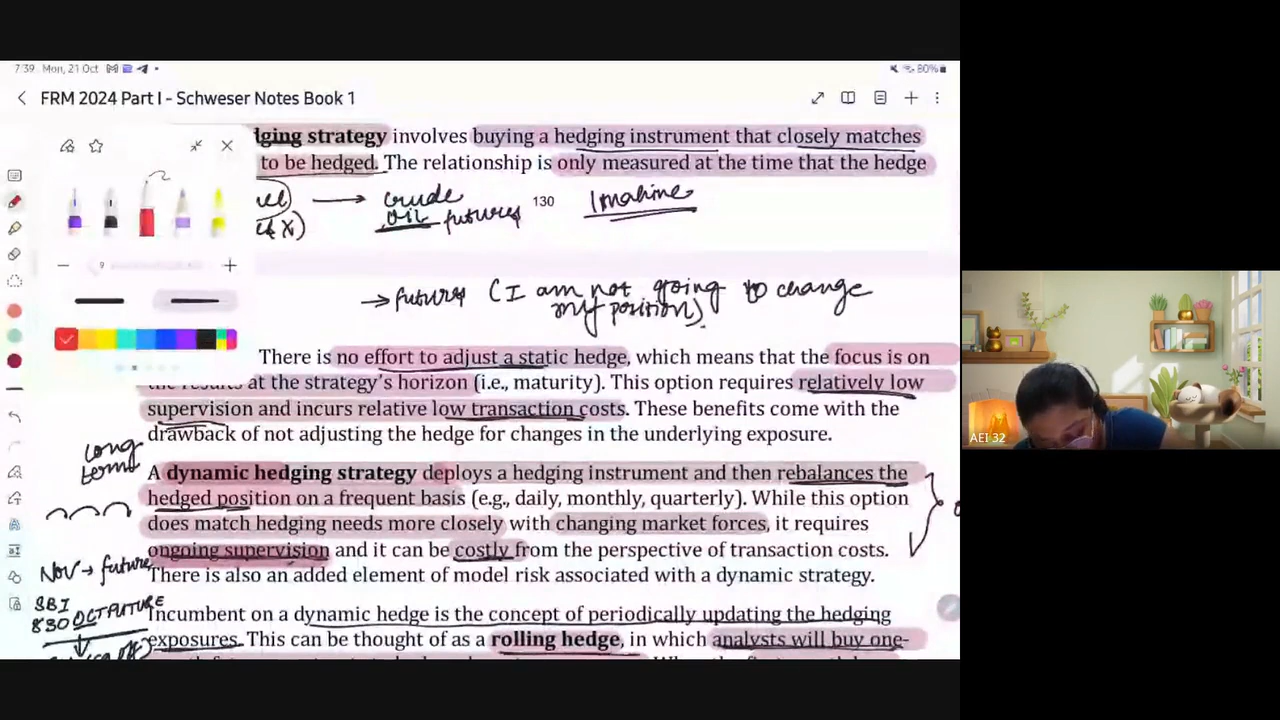 7:39 Mon, 21 Oct
80%
FRM 2024 Part I - Schweser Notes Book 1
dging strategy involves buying a hedging instrument that closely matches
to be hedged. The relationship is only measured at the time that the hedge
crude
130
1 mahine
oil futures
→ futures (I am not going to change
my position).
9
There is no effort to adjust a static hedge, which means that the focus is on
the results at the strategy's horizon (i.e., maturity). This option requires relatively low
supervision and incurs relative low transaction costs. These benefits come with the
drawback of not adjusting the hedge for changes in the underlying exposure.
long
term
A dynamic hedging strategy deploys a hedging instrument and then rebalances the
hedged position on a frequent basis (e.g., daily, monthly, quarterly). While this option
does match hedging needs more closely with changing market forces, it requires
ongoing supervision and it can be costly from the perspective of transaction costs.
Nov → future
There is also an added element of model risk associated with a dynamic strategy.
SBI
830 OCT FUTURE
Incumbent on a dynamic hedge is the concept of periodically updating the hedging
exposures. This can be thought of as a rolling hedge, in which analysts will buy one-
AEI 32